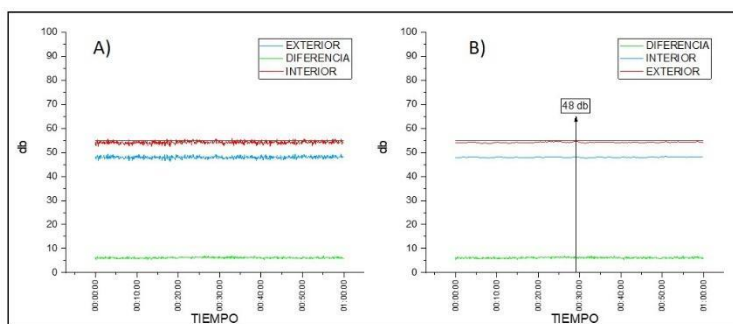 A)
EXTERIOR
DIFERENCIA
INTERIOR
100
90
80
70
60
50
40
30
20
10
0
db
00:00:00
00:10:00
00:20:00
00:30:00
00:40:00
00:50:00
01:00:00
TIEMPO
B)
DIFERENCIA
INTERIOR
EXTERIOR
48 db
100
90
80
70
60
50
40
30
20
10
0
db
00:00:00
00:10:00
00:20:00
00:30:00
00:40:00
00:50:00
01:00:00
TIEMPO